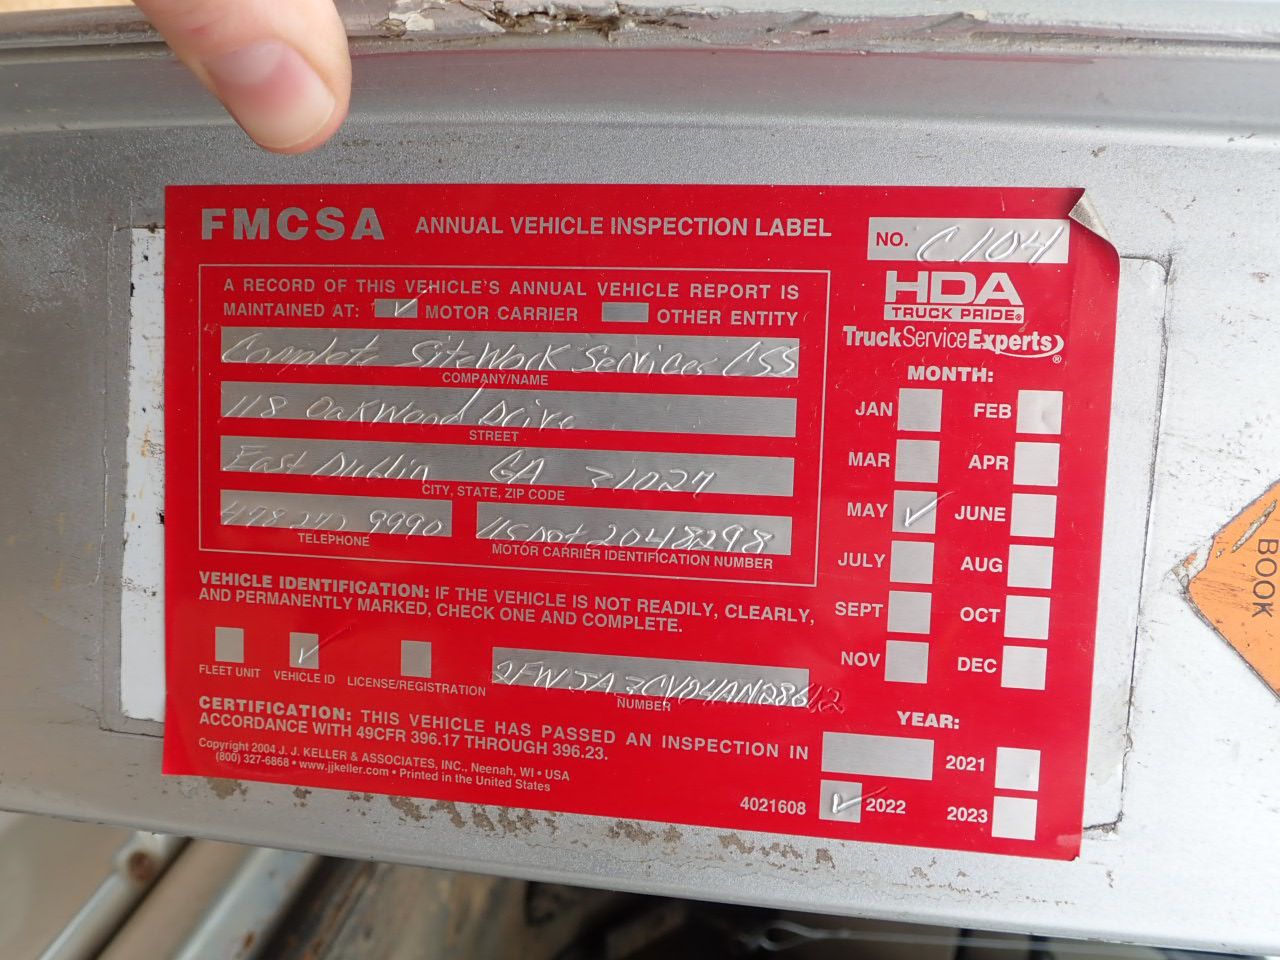 FMCSA ANNUAL VEHICLE INSPECTION LABEL
NO. C104
A RECORD OF THIS VEHICLE'S ANNUAL VEHICLE REPORT IS
MAINTAINED AT: ✓ MOTOR CARRIER OTHER ENTITY
Complete SiteWork Services CSS
COMPANY/NAME
118 Oakwood Drive
STREET
East Dublin GA 31027
CITY, STATE, ZIP CODE
478 272 9990 USDOT 2048298
TELEPHONE MOTOR CARRIER IDENTIFICATION NUMBER
VEHICLE IDENTIFICATION: IF THE VEHICLE IS NOT READILY, CLEARLY,
AND PERMANENTLY MARKED, CHECK ONE AND COMPLETE.
FLEET UNIT ✓ VEHICLE ID LICENSE/REGISTRATION
NUMBER
CERTIFICATION: THIS VEHICLE HAS PASSED AN INSPECTION IN
ACCORDANCE WITH 49CFR 396.17 THROUGH 396.23.
Copyright 2004 J. J. KELLER & ASSOCIATES, INC., Neenah, WI • USA
(800) 327-6868 • www.jjkeller.com • Printed in the United States
HDA
TRUCK PRIDE®
TruckServiceExperts®
MONTH:
JAN FEB
MAR APR
MAY ✓ JUNE
JULY AUG
SEPT OCT
NOV DEC
YEAR:
2021
4021608 ✓ 2022 2023
BOOK